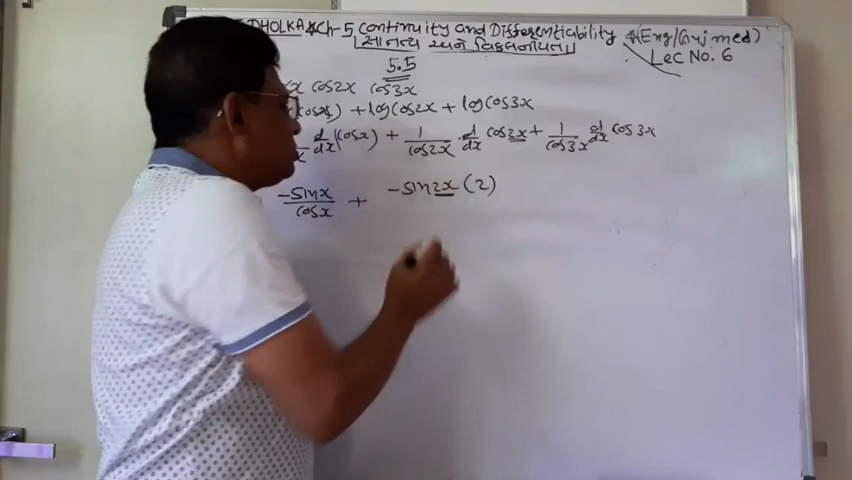 DHOLKA Ch-5 Continuity and Differentiability (Eng/Guj med)
સાતત્ય અને વિકલનીયતા Lec No. 6
5.5
cos2x cos3x
+ log cos2x + log cos3x
d/dx (cosx) + 1/cos2x . d/dx cos2x + 1/cos3x d/dx cos3x
-sinx/cosx + -sin2x (2)